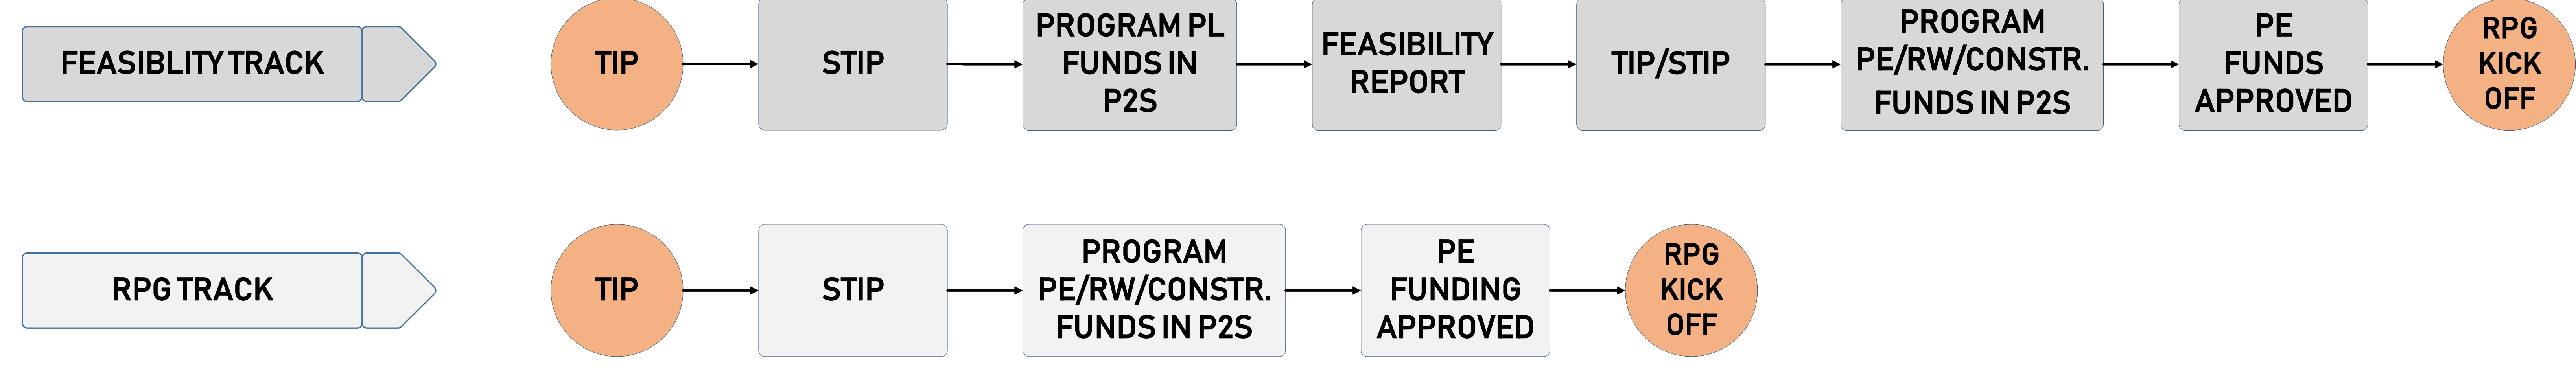 FEASIBLITY TRACK
TIP
STIP
PROGRAM PL
FUNDS IN
P2S
FEASIBILITY
REPORT
TIP/STIP
PROGRAM
PE/RW/CONSTR.
FUNDS IN P2S
PE
FUNDS
APPROVED
RPG
KICK
OFF
RPG TRACK
TIP
STIP
PROGRAM
PE/RW/CONSTR.
FUNDS IN P2S
PE
FUNDING
APPROVED
RPG
KICK
OFF